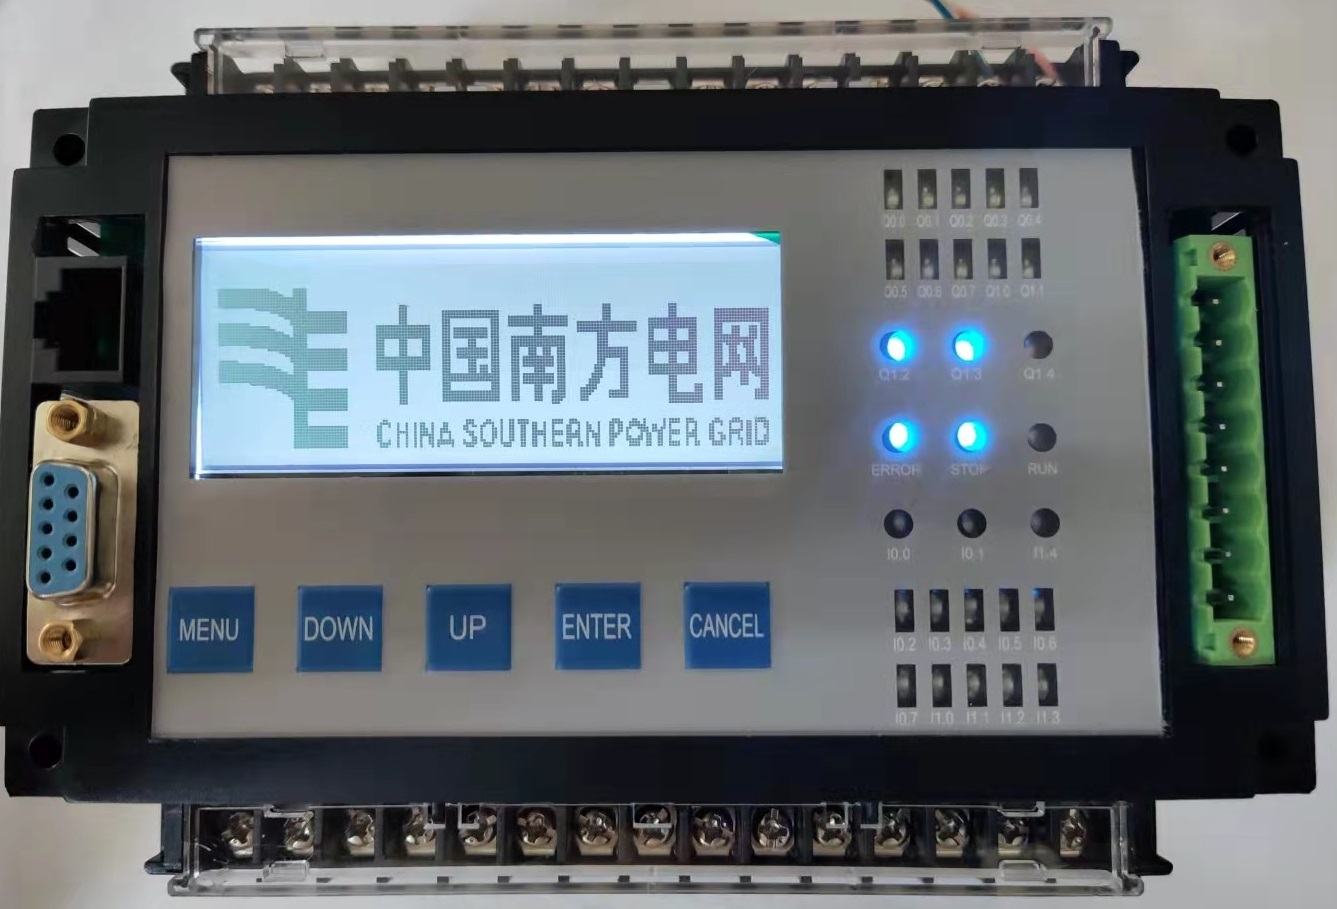 Q0.0 Q0.1 Q0.2 Q0.3 Q0.4
Q0.5 Q0.6 Q0.7 Q1.0 Q1.1
中国南方电网
CHINA SOUTHERN POWER GRID
Q1.2 Q1.3 Q1.4
ERROR STOP RUN
I0.0 I0.1 I1.4
MENU DOWN UP ENTER CANCEL
I0.2 I0.3 I0.4 I0.5 I0.6
I0.7 I1.0 I1.1 I1.2 I1.3